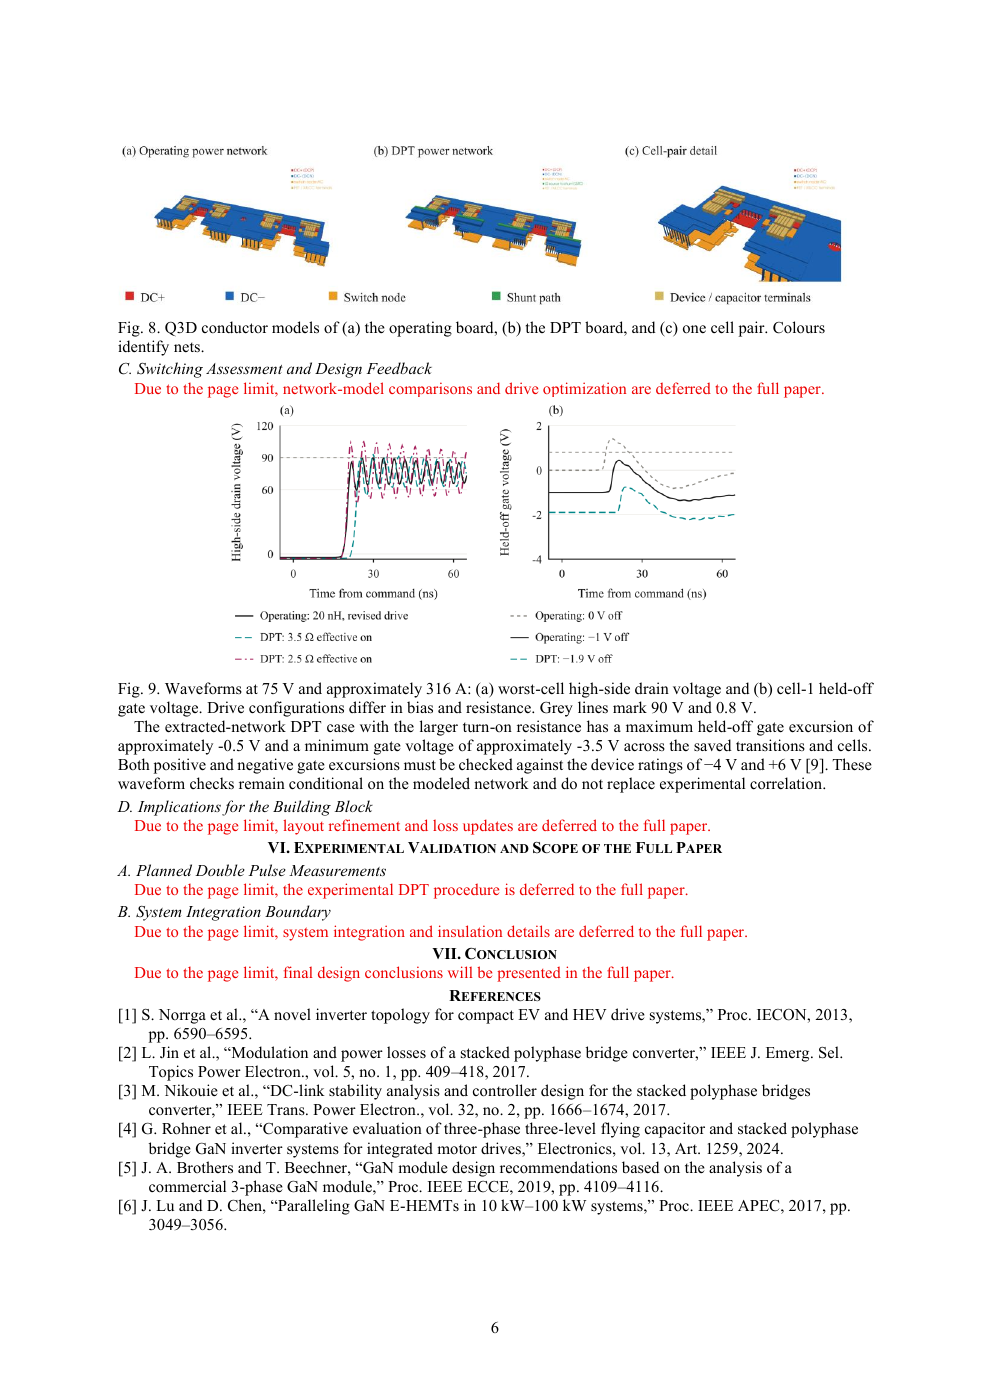 (a) Operating power network
(b) DPT power network
(c) Cell-pair detail
DC+
DC−
Switch node
Shunt path
Device / capacitor terminals
Fig. 8. Q3D conductor models of (a) the operating board, (b) the DPT board, and (c) one cell pair. Colours
identify nets.
C. Switching Assessment and Design Feedback
Due to the page limit, network-model comparisons and drive optimization are deferred to the full paper.
(a)
120
90
60
0
High-side drain voltage (V)
0
30
60
Time from command (ns)
Operating: 20 nH, revised drive
DPT: 3.5 Ω effective on
DPT: 2.5 Ω effective on
(b)
2
0
-2
-4
Held-off gate voltage (V)
0
30
60
Time from command (ns)
Operating: 0 V off
Operating: −1 V off
DPT: −1.9 V off
Fig. 9. Waveforms at 75 V and approximately 316 A: (a) worst-cell high-side drain voltage and (b) cell-1 held-off
gate voltage. Drive configurations differ in bias and resistance. Grey lines mark 90 V and 0.8 V.
The extracted-network DPT case with the larger turn-on resistance has a maximum held-off gate excursion of
approximately -0.5 V and a minimum gate voltage of approximately -3.5 V across the saved transitions and cells.
Both positive and negative gate excursions must be checked against the device ratings of −4 V and +6 V [9]. These
waveform checks remain conditional on the modeled network and do not replace experimental correlation.
D. Implications for the Building Block
Due to the page limit, layout refinement and loss updates are deferred to the full paper.
VI. EXPERIMENTAL VALIDATION AND SCOPE OF THE FULL PAPER
A. Planned Double Pulse Measurements
Due to the page limit, the experimental DPT procedure is deferred to the full paper.
B. System Integration Boundary
Due to the page limit, system integration and insulation details are deferred to the full paper.
VII. CONCLUSION
Due to the page limit, final design conclusions will be presented in the full paper.
REFERENCES
[1] S. Norrga et al., “A novel inverter topology for compact EV and HEV drive systems,” Proc. IECON, 2013,
pp. 6590–6595.
[2] L. Jin et al., “Modulation and power losses of a stacked polyphase bridge converter,” IEEE J. Emerg. Sel.
Topics Power Electron., vol. 5, no. 1, pp. 409–418, 2017.
[3] M. Nikouie et al., “DC-link stability analysis and controller design for the stacked polyphase bridges
converter,” IEEE Trans. Power Electron., vol. 32, no. 2, pp. 1666–1674, 2017.
[4] G. Rohner et al., “Comparative evaluation of three-phase three-level flying capacitor and stacked polyphase
bridge GaN inverter systems for integrated motor drives,” Electronics, vol. 13, Art. 1259, 2024.
[5] J. A. Brothers and T. Beechner, “GaN module design recommendations based on the analysis of a
commercial 3-phase GaN module,” Proc. IEEE ECCE, 2019, pp. 4109–4116.
[6] J. Lu and D. Chen, “Paralleling GaN E-HEMTs in 10 kW–100 kW systems,” Proc. IEEE APEC, 2017, pp.
3049–3056.
6